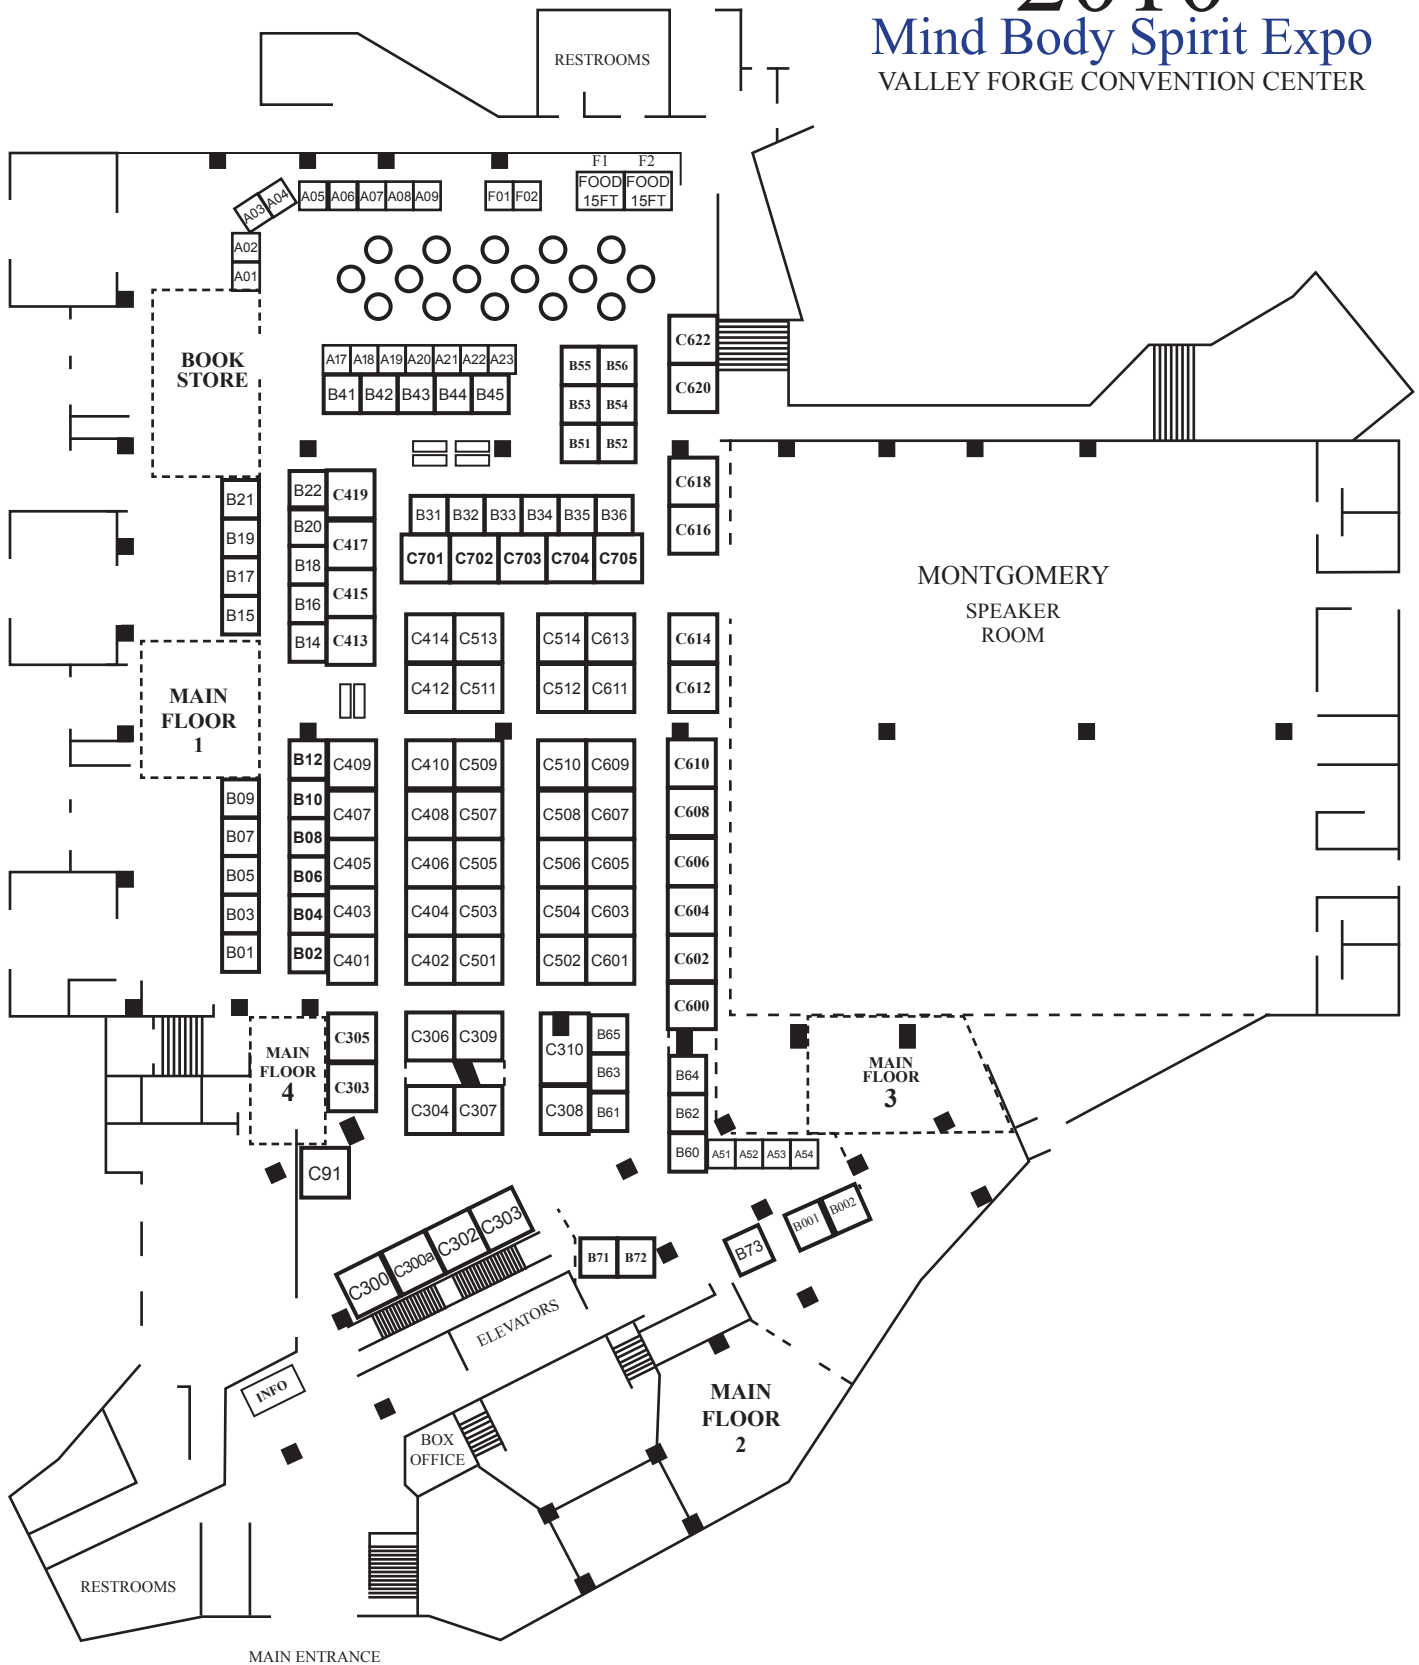 2016
Mind Body Spirit Expo
VALLEY FORGE CONVENTION CENTER
RESTROOMS
F1 F2
FOOD 15FT
FOOD 15FT
A03 A04 A05 A06 A07 A08 A09 F01 F02
A02
A01
BOOK
STORE
C622
C620
A17 A18 A19 A20 A21 A22 A23
B41 B42 B43 B44 B45
B55 B56
B53 B54
B51 B52
C618
C616
B21
B19
B17
B15
B22
B20
B18
B16
B14
C419
C417
C415
C413
B31 B32 B33 B34 B35 B36
C701 C702 C703 C704 C705
MONTGOMERY
SPEAKER
ROOM
C414 C513 C514 C613 C614
C412 C511 C512 C611 C612
MAIN
FLOOR
1
B09
B07
B05
B03
B01
B12
B10
B08
B06
B04
B02
C409 C410 C509 C510 C609 C610
C407 C408 C507 C508 C607 C608
C405 C406 C505 C506 C605 C606
C403 C404 C503 C504 C603 C604
C401 C402 C501 C502 C601 C602
C600
MAIN
FLOOR
4
C305 C306 C309 C310 B65
C303 C304 C307 C308 B63
B61
B64
B62
B60
A51 A52 A53 A54
MAIN
FLOOR
3
C91
C300 C300a C302 C303
B71 B72
B73
B001 B002
ELEVATORS
INFO
BOX
OFFICE
MAIN
FLOOR
2
RESTROOMS
MAIN ENTRANCE